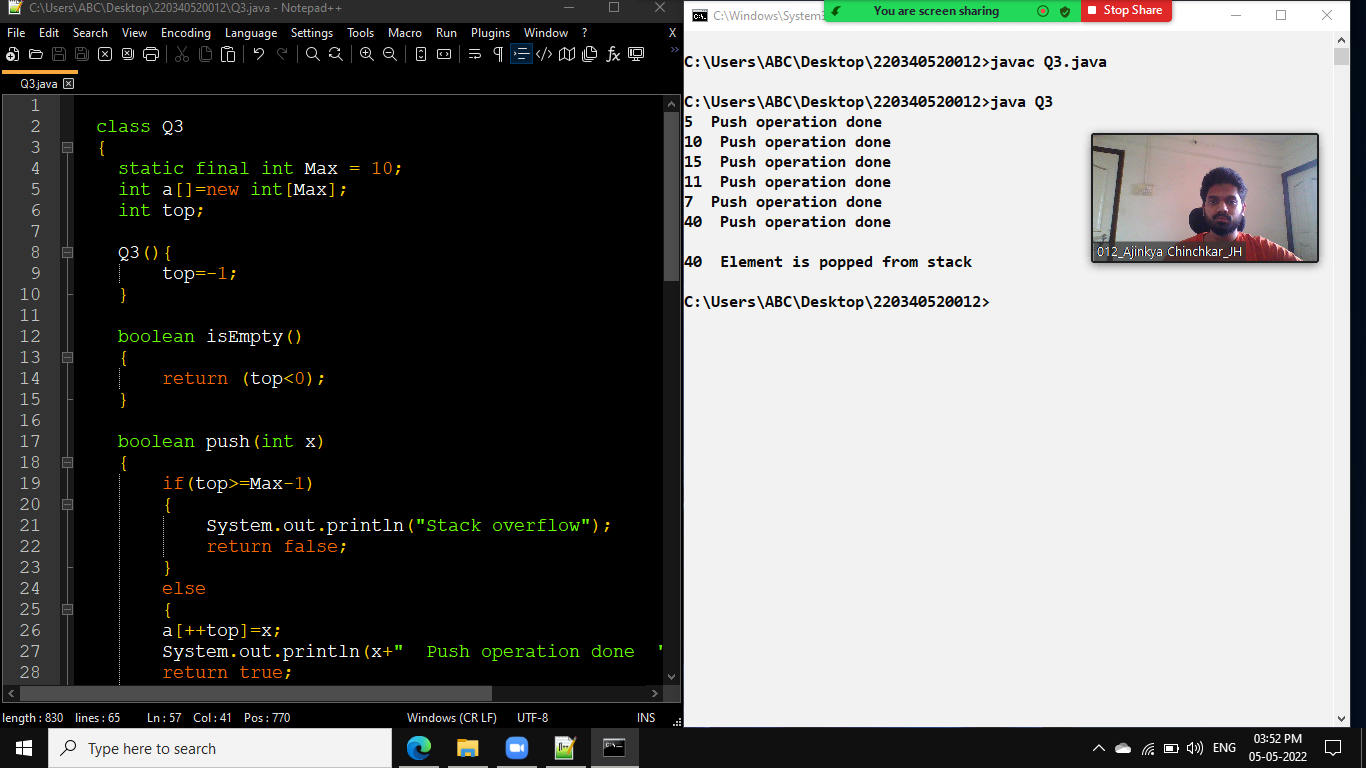 C:\Users\ABC\Desktop\220340520012\Q3.java - Notepad++
File Edit Search View Encoding Language Settings Tools Macro Run Plugins Window ? X
Q3.java
1
2 class Q3
3 {
4 static final int Max = 10;
5 int a[]=new int[Max];
6 int top;
7
8 Q3(){
9 top=-1;
10 }
11
12 boolean isEmpty()
13 {
14 return (top<0);
15 }
16
17 boolean push(int x)
18 {
19 if(top>=Max-1)
20 {
21 System.out.println("Stack overflow");
22 return false;
23 }
24 else
25 {
26 a[++top]=x;
27 System.out.println(x+"  Push operation done  "
28 return true;
length : 830 lines : 65 Ln : 57 Col : 41 Pos : 770 Windows (CR LF) UTF-8 INS
C:\Windows\System3
You are screen sharing
Stop Share
C:\Users\ABC\Desktop\220340520012>javac Q3.java
C:\Users\ABC\Desktop\220340520012>java Q3
5  Push operation done
10  Push operation done
15  Push operation done
11  Push operation done
7  Push operation done
40  Push operation done
40  Element is popped from stack
C:\Users\ABC\Desktop\220340520012>
012_Ajinkya Chinchkar_JH
Type here to search
ENG
03:52 PM
05-05-2022